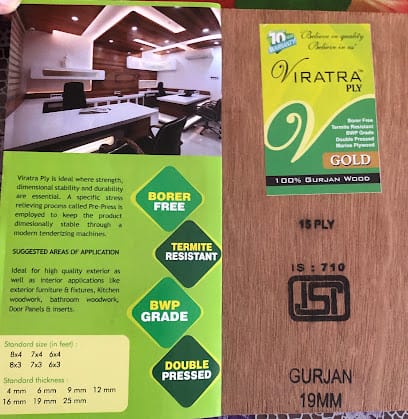 Viratra Ply is ideal where strength,
dimensional stability and durability
are essential. A specific stress
relieving process called Pre-Press is
employed to keep the product
dimesionally stable through a
modern tenderizing machines.
SUGGESTED AREAS OF APPLICATION
Ideal for high quality exterior as
well as interior applications like
exterior furniture & fixtures, Kitchen
woodwork, bathroom woodwork,
Door Panels & inserts.
Standard size (in feet) :
8x4 7x4 6x4
8x3 7x3 6x3
Standard thickness :
4 mm 6 mm 9 mm 12 mm
16 mm 19 mm 25 mm
BORER
FREE
TERMITE
RESISTANT
BWP
GRADE
DOUBLE
PRESSED
10 WARRANTY
"Believe in quality
Believe in us"
VIRATRA™
PLY
Borer Free
Termite Resistant
BWP Grade
Double Pressed
Marine Plywood
V
GOLD
100% GURJAN WOOD
15 PLY
IS : 710
ISI
GURJAN
19MM